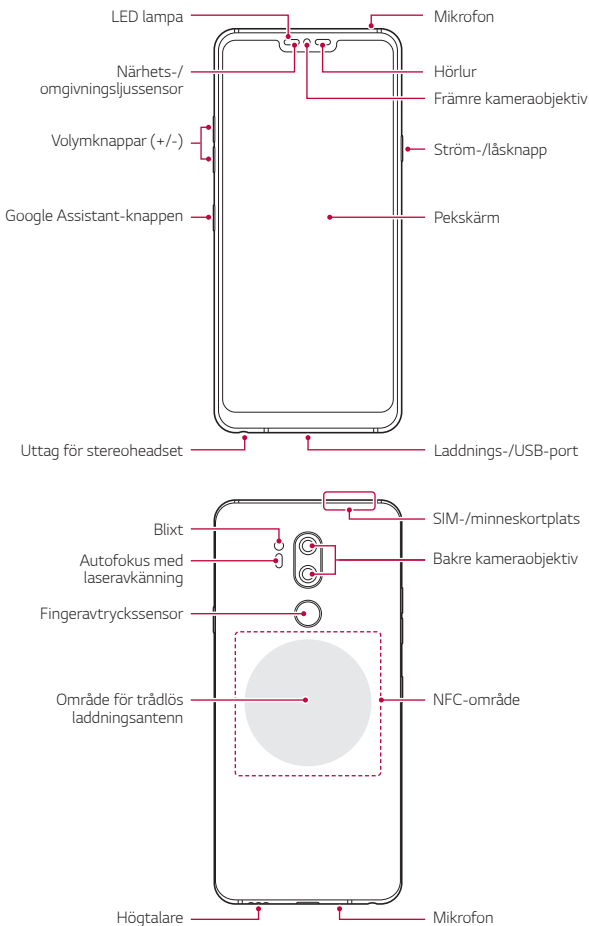 LED lampa
Mikrofon
Närhets-/
omgivningsljussensor
Hörlur
Främre kameraobjektiv
Volymknappar (+/-)
Ström-/låsknapp
Google Assistant-knappen
Pekskärm
Uttag för stereoheadset
Laddnings-/USB-port
SIM-/minneskortplats
Blixt
Bakre kameraobjektiv
Autofokus med
laseravkänning
Fingeravtryckssensor
Område för trådlös
laddningsantenn
NFC-område
Högtalare
Mikrofon